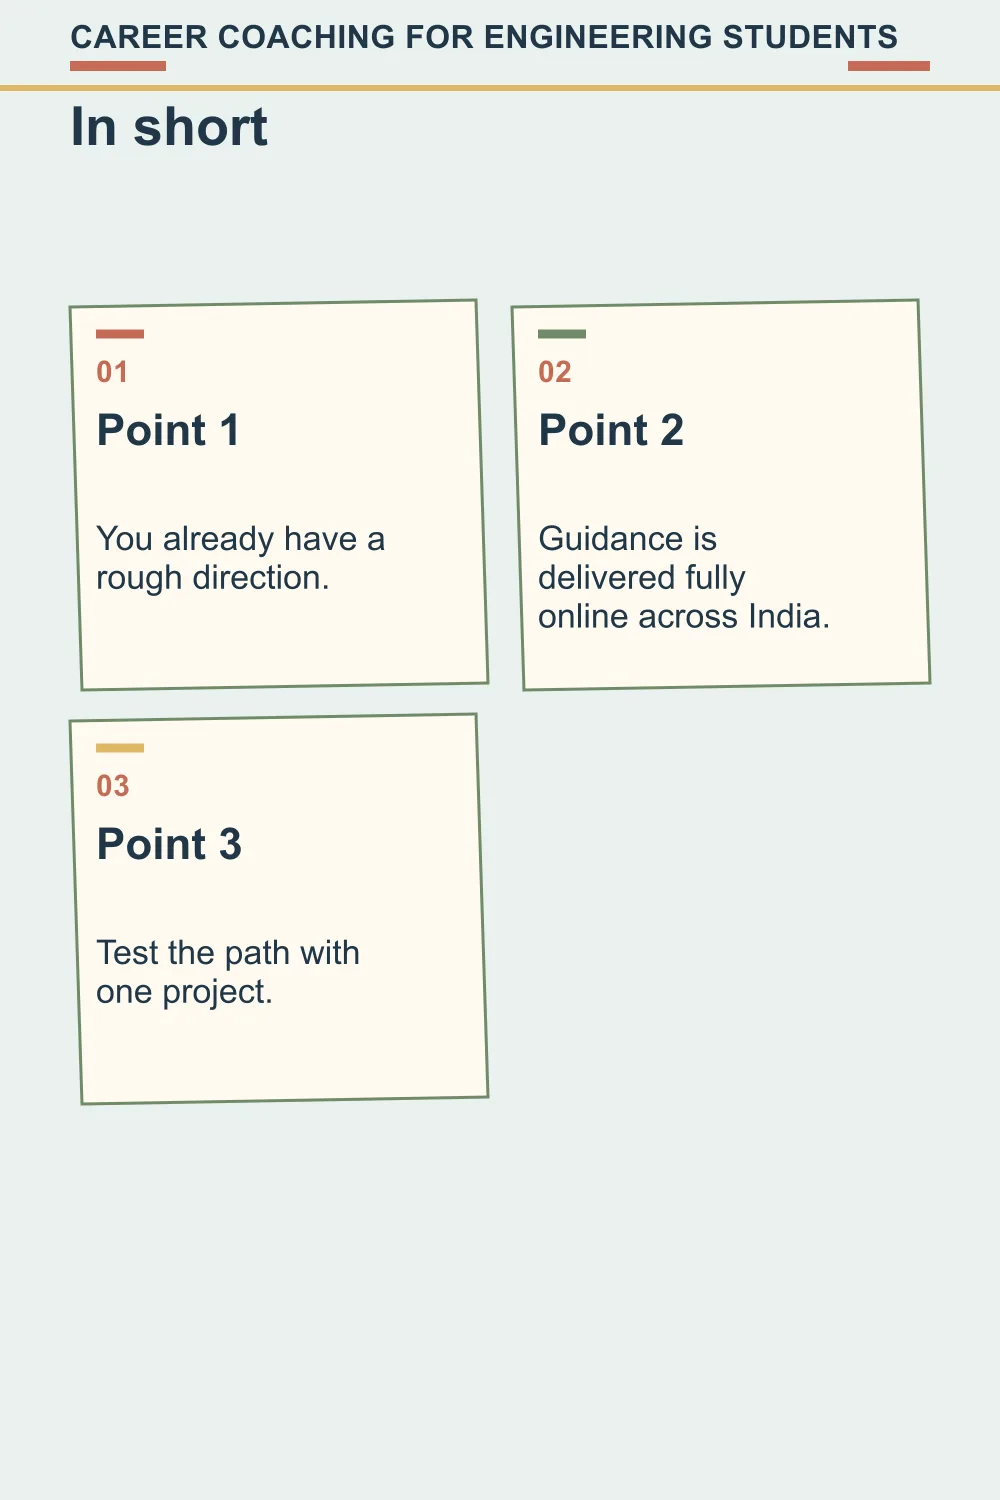 CAREER COACHING FOR ENGINEERING STUDENTS
In short
01
Point 1
You already have a
rough direction.
02
Point 2
Guidance is
delivered fully
online across India.
03
Point 3
Test the path with
one project.